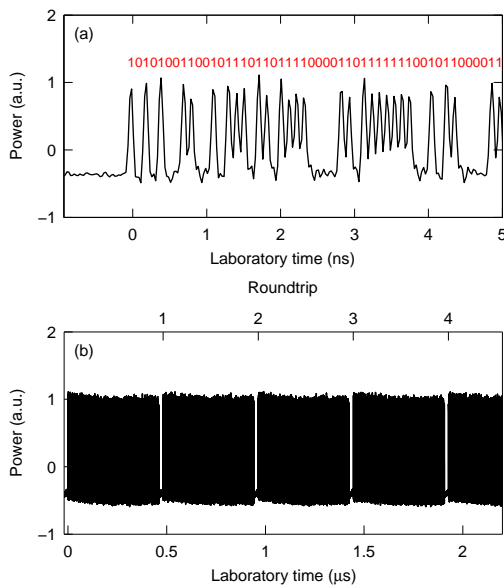 (a)
10101001100101110110111100001101111111001011000011
2
1
0
−1
Power (a.u.)
0 1 2 3 4 5
Laboratory time (ns)
Roundtrip
1 2 3 4
(b)
2
1
0
−1
Power (a.u.)
0 0.5 1 1.5 2
Laboratory time (μs)